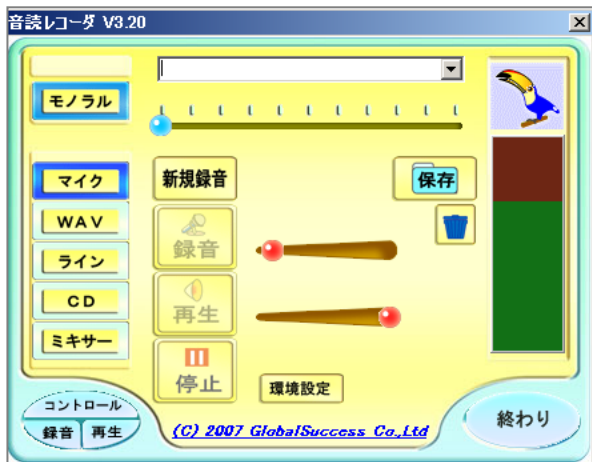 音読レコーダ V3.20
モノラル
マイク
WAV
ライン
CD
ミキサー
新規録音
保存
録音
再生
停止
環境設定
コントロール
録音 再生
(C) 2007 GlobalSuccess Co.,Ltd
終わり